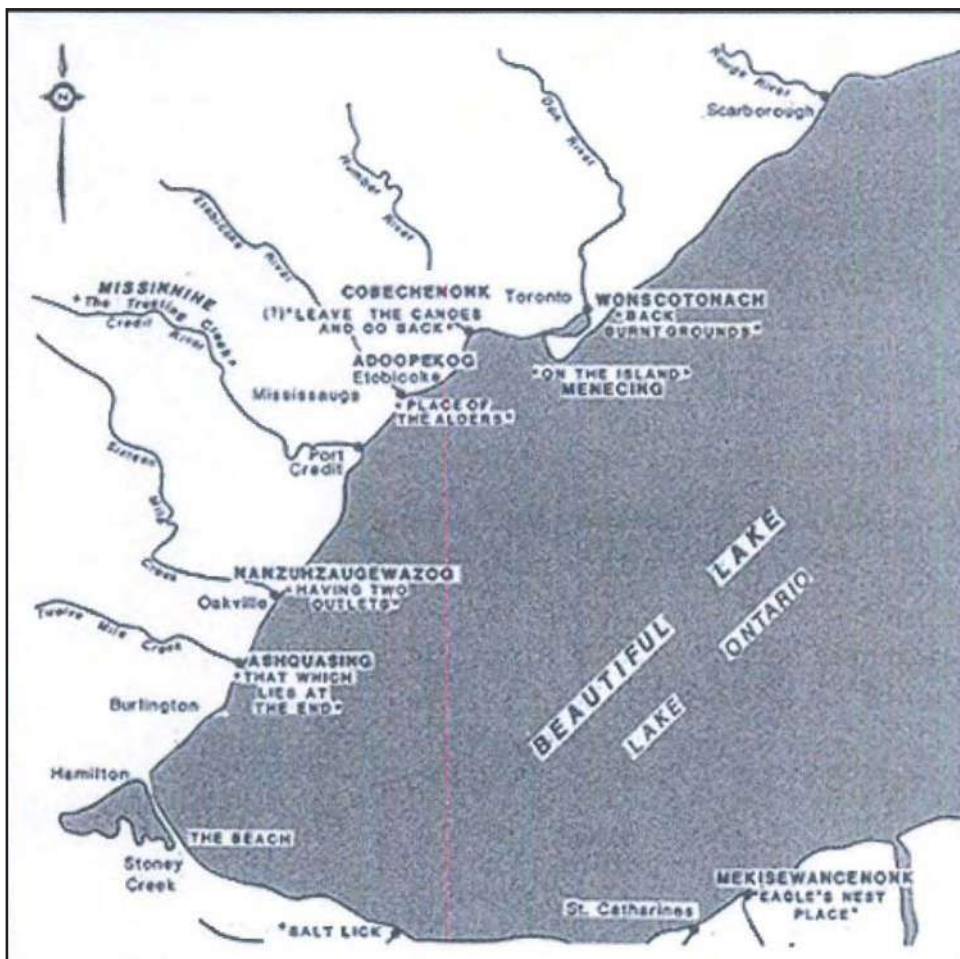 N
Rouge River
Scarborough
Don River
Humber River
Etobicoke River
MISSINNIHE
"The Trusting Creek"
Credit River
COBECHENONK
(?)"LEAVE THE CANOES
AND GO BACK"
Toronto
WONSCOTONACH
"BACK
BURNT GROUNDS"
ADOOPEKOG
Etobicoke
"ON THE ISLAND"
MENECING
Mississauga
"PLACE OF
THE ALDERS"
Port
Credit
Sixteen Mile Creek
NANZUHZAUGEWAZOG
"HAVING TWO
OUTLETS"
Oakville
Twelve Mile Creek
ASHQUASING
"THAT WHICH
LIES AT
THE END"
Burlington
BEAUTIFUL LAKE
LAKE ONTARIO
Hamilton
THE BEACH
Stoney
Creek
MEKISEWANCENONK
"EAGLE'S NEST
PLACE"
St. Catharines
"SALT LICK